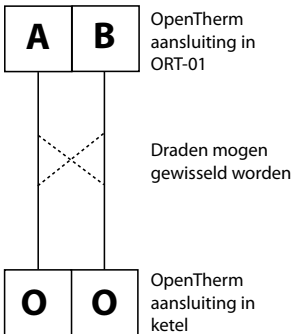 A B
OpenTherm
aansluiting in
ORT-01
Draden mogen
gewisseld worden
O O
OpenTherm
aansluiting in
ketel